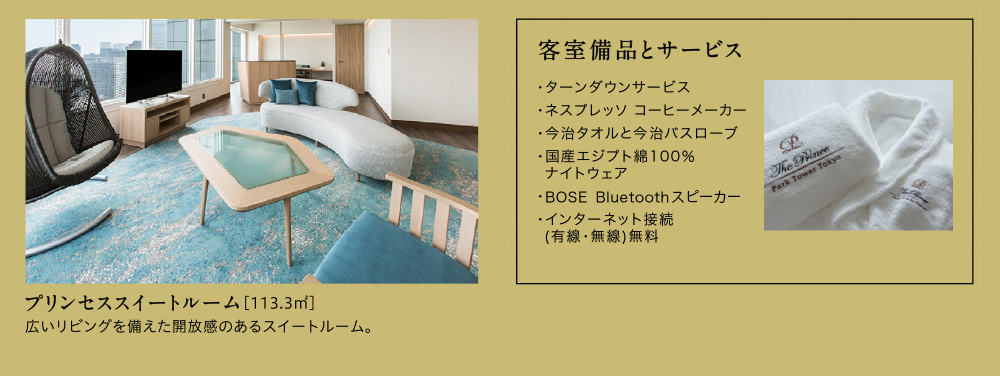 プリンセススイートルーム[113.3㎡]
広いリビングを備えた開放感のあるスイートルーム。
客室備品とサービス
・ターンダウンサービス
・ネスプレッソ コーヒーメーカー
・今治タオルと今治バスローブ
・国産エジプト綿100%
ナイトウェア
・BOSE Bluetoothスピーカー
・インターネット接続
(有線・無線)無料
The Prince
Park Tower Tokyo
The Prince